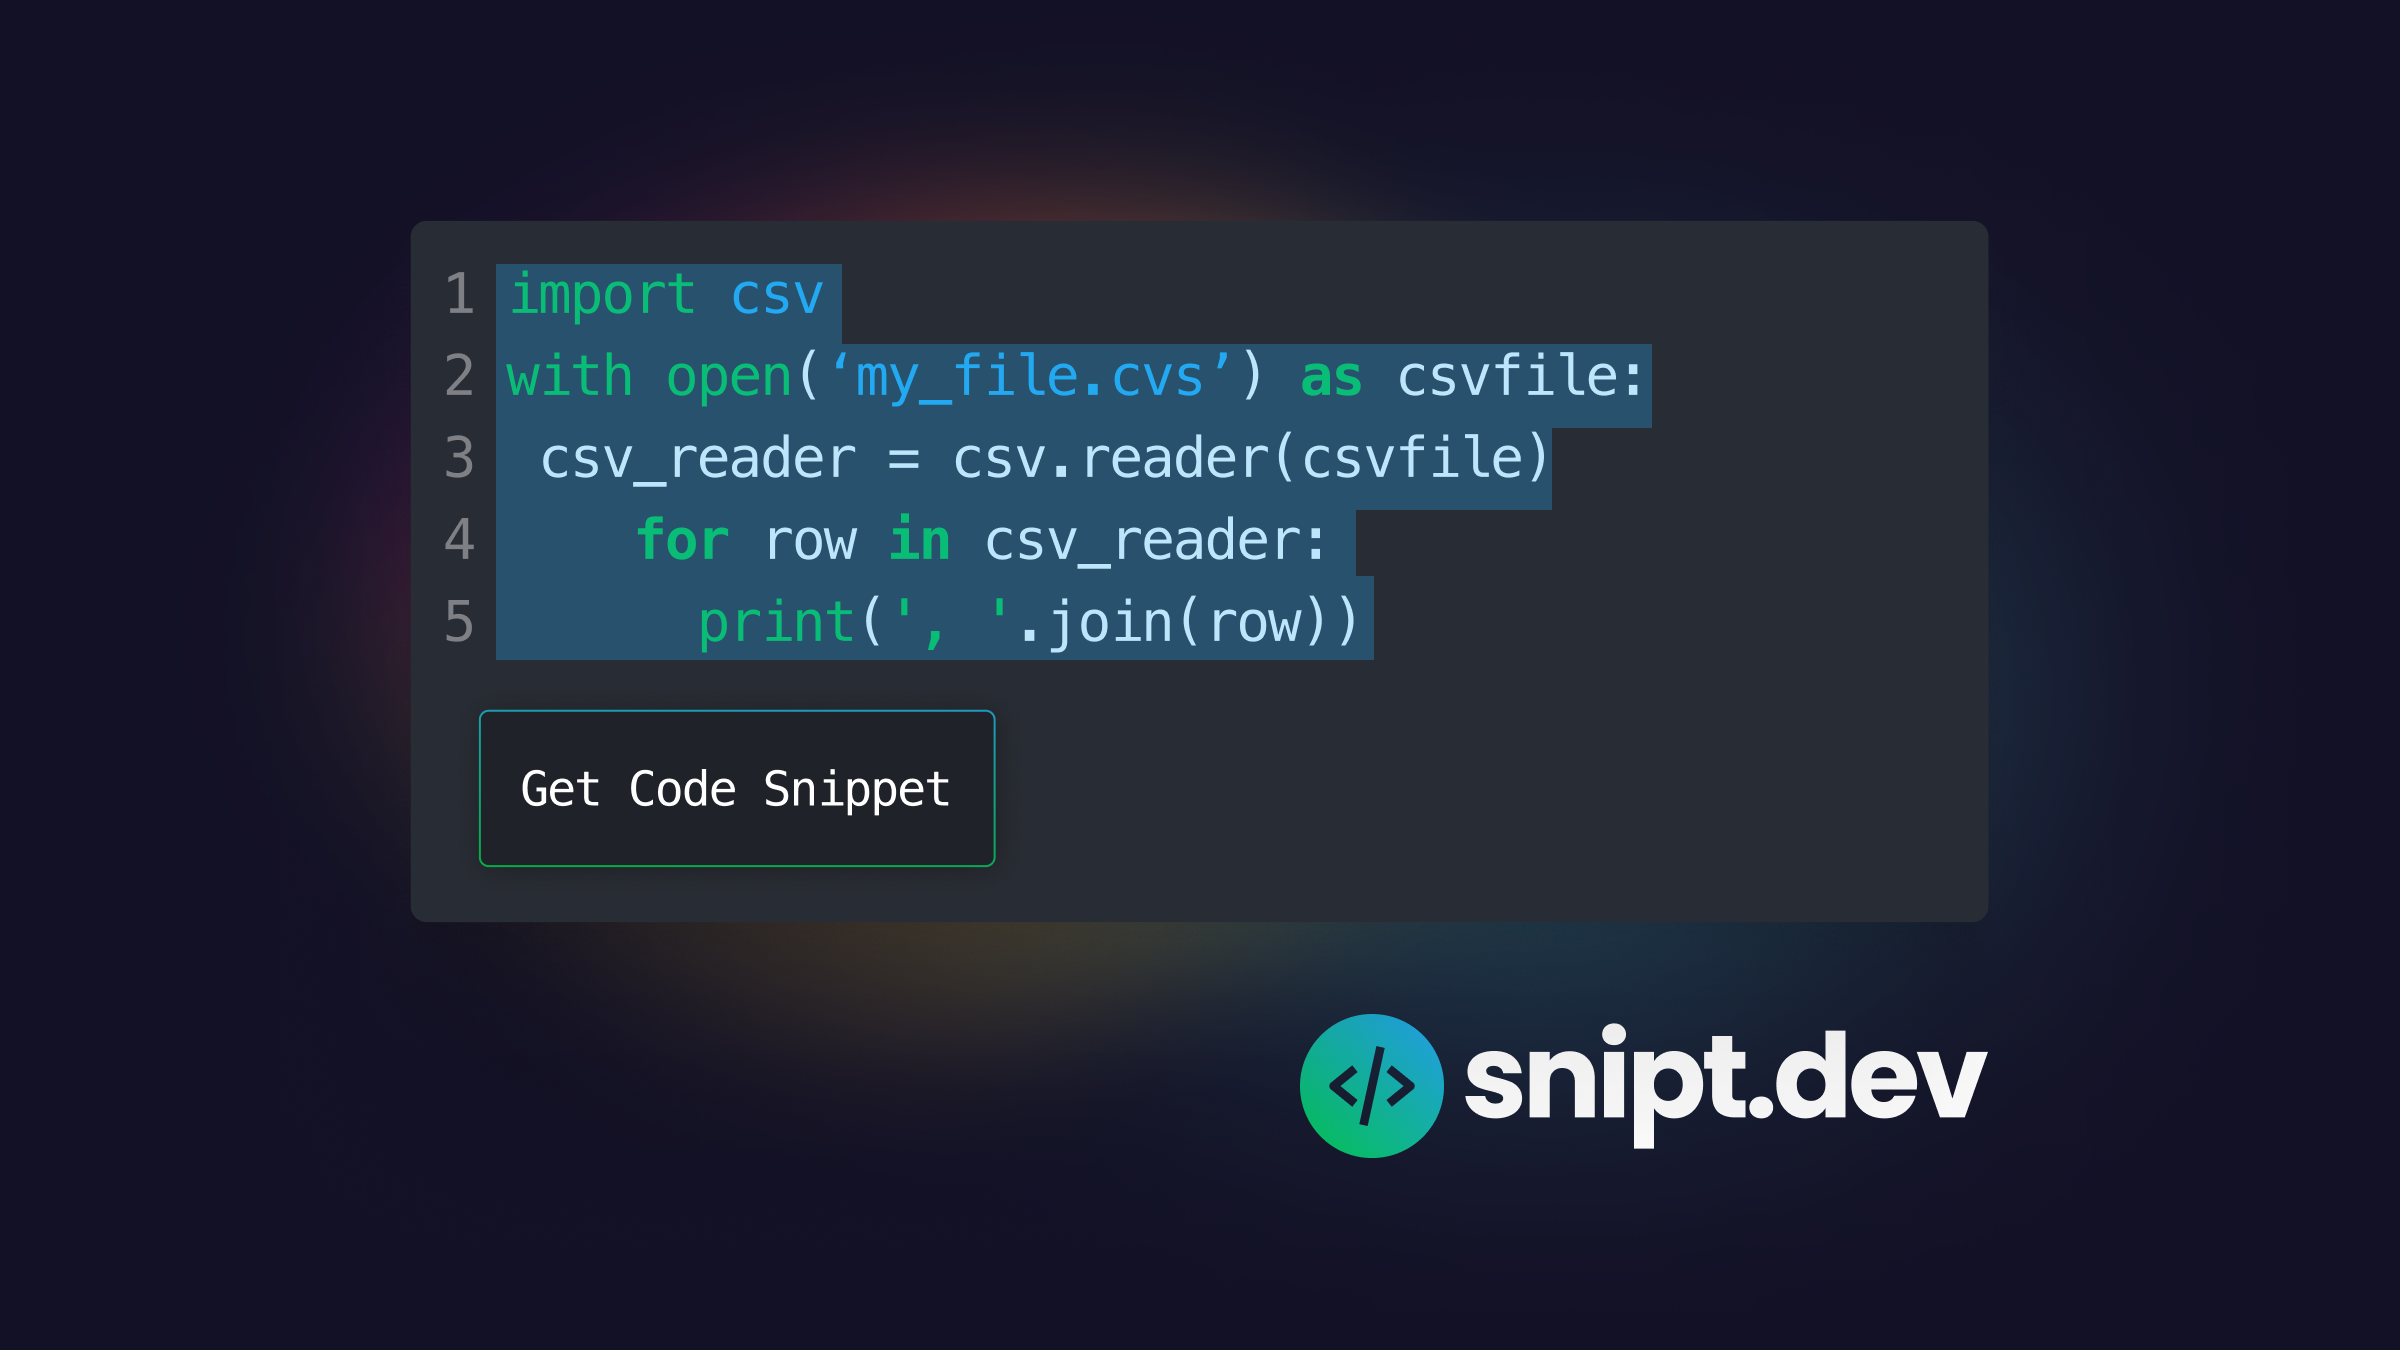 1 import csv
2 with open(‘my_file.cvs’) as csvfile:
3  csv_reader = csv.reader(csvfile)
4     for row in csv_reader:
5       print(', '.join(row))
Get Code Snippet
</> snipt.dev